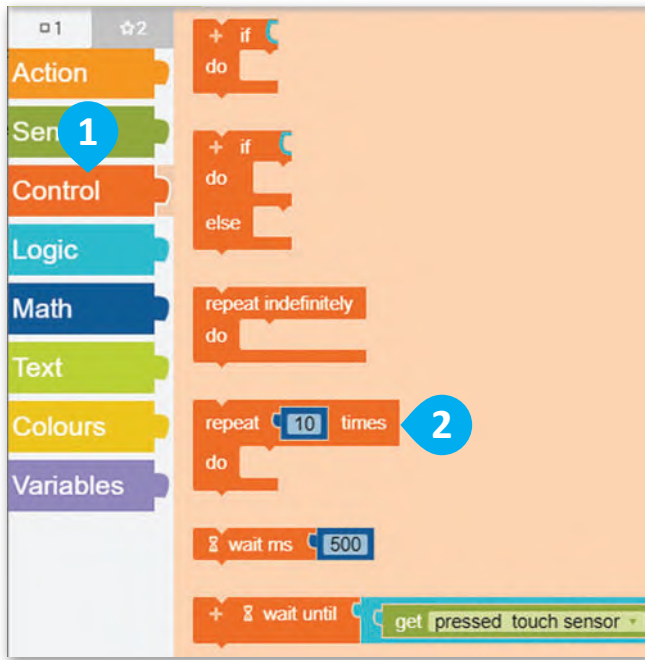 1
2
Action
Sen
1
Control
Logic
Math
Text
Colours
Variables
+ if
do
+ if
do
else
repeat indefinitely
do
repeat 10 times
2
do
wait ms 500
+ wait until get pressed touch sensor